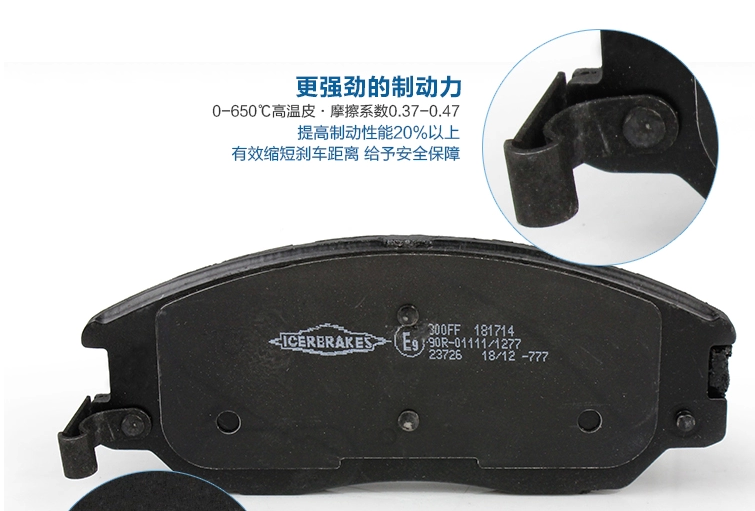 更强劲的制动力
0-650℃高温皮·摩擦系数0.37-0.47
提高制动性能20%以上
有效缩短刹车距离 给予安全保障
ICERBRAKES
E9
300FF 181714
90R-01111/1277
23726 18/12 -777